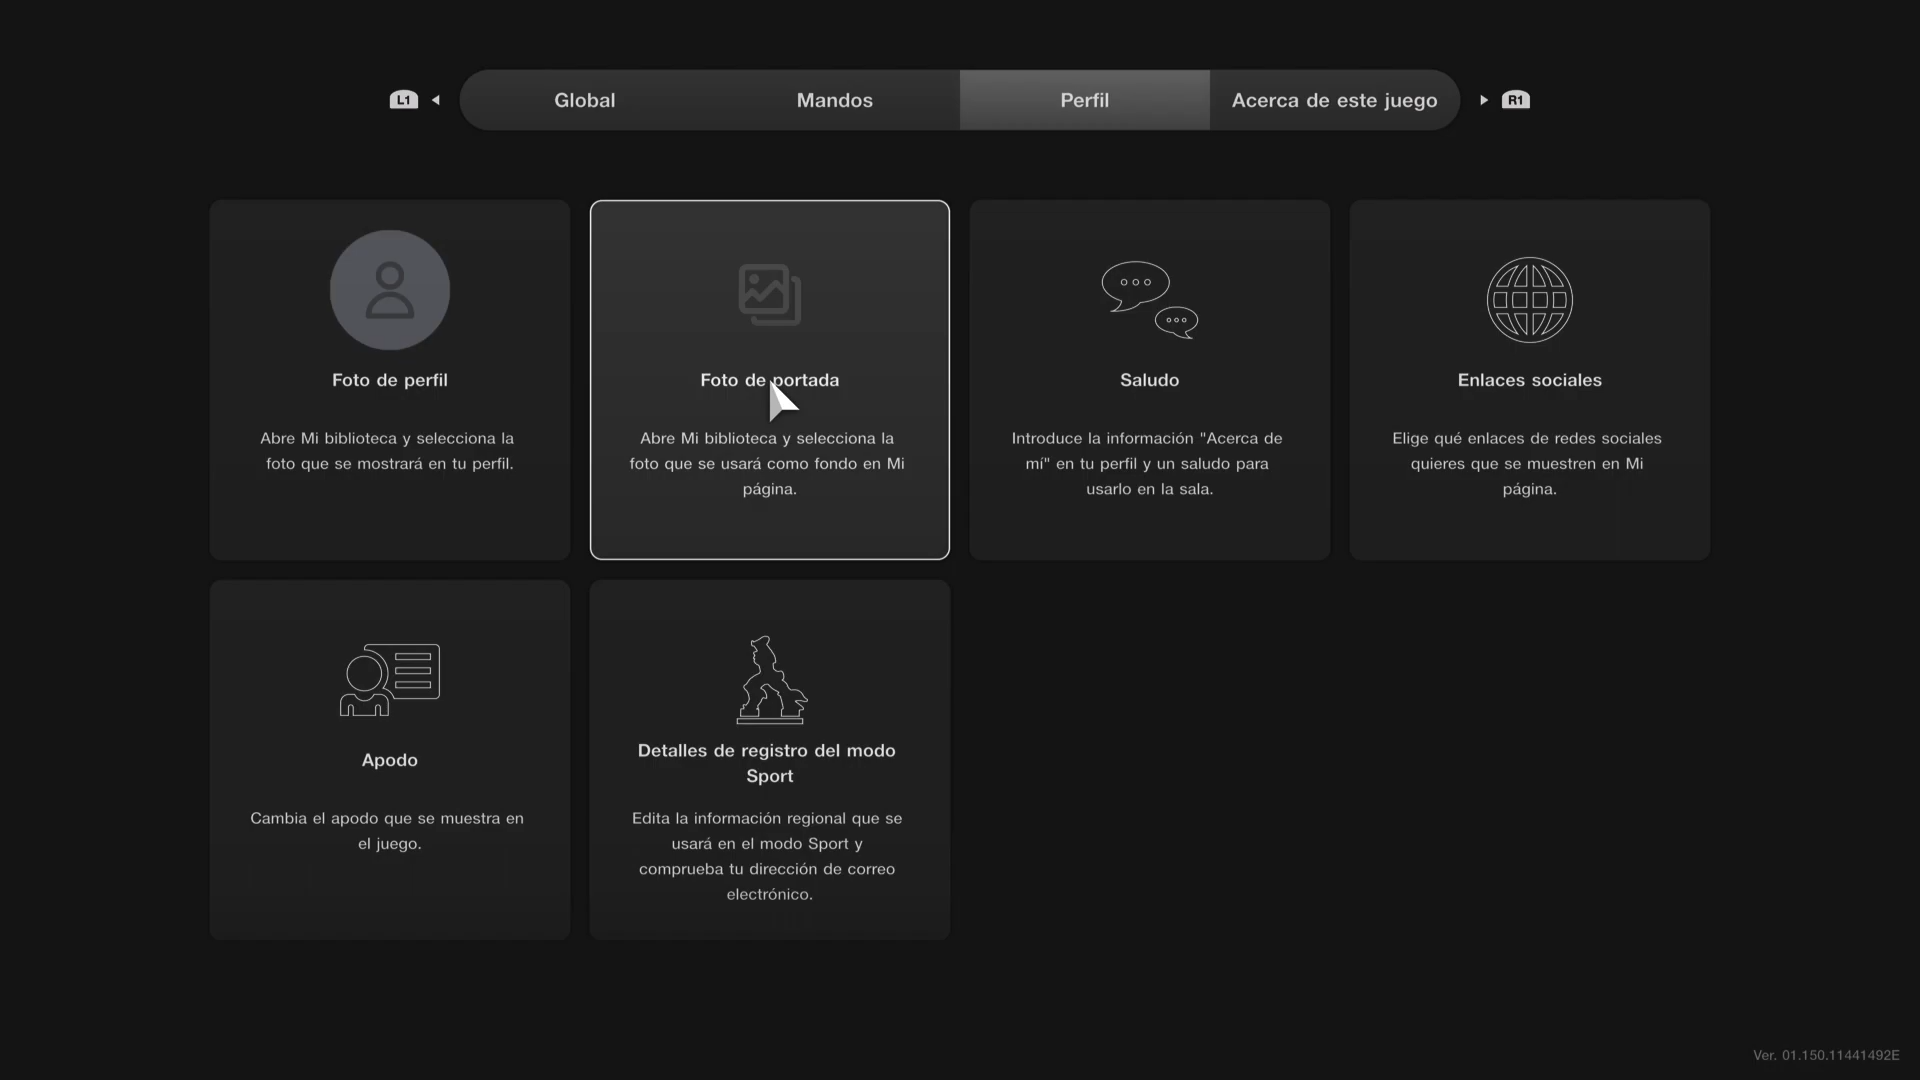 L1
Global
Mandos
Perfil
Acerca de este juego
R1
Foto de perfil
Abre Mi biblioteca y selecciona la
foto que se mostrará en tu perfil.
Foto de portada
Abre Mi biblioteca y selecciona la
foto que se usará como fondo en Mi
página.
Saludo
Introduce la información "Acerca de
mí" en tu perfil y un saludo para
usarlo en la sala.
Enlaces sociales
Elige qué enlaces de redes sociales
quieres que se muestren en Mi
página.
Apodo
Cambia el apodo que se muestra en
el juego.
Detalles de registro del modo
Sport
Edita la información regional que se
usará en el modo Sport y
comprueba tu dirección de correo
electrónico.
Ver. 01.150.11441492E